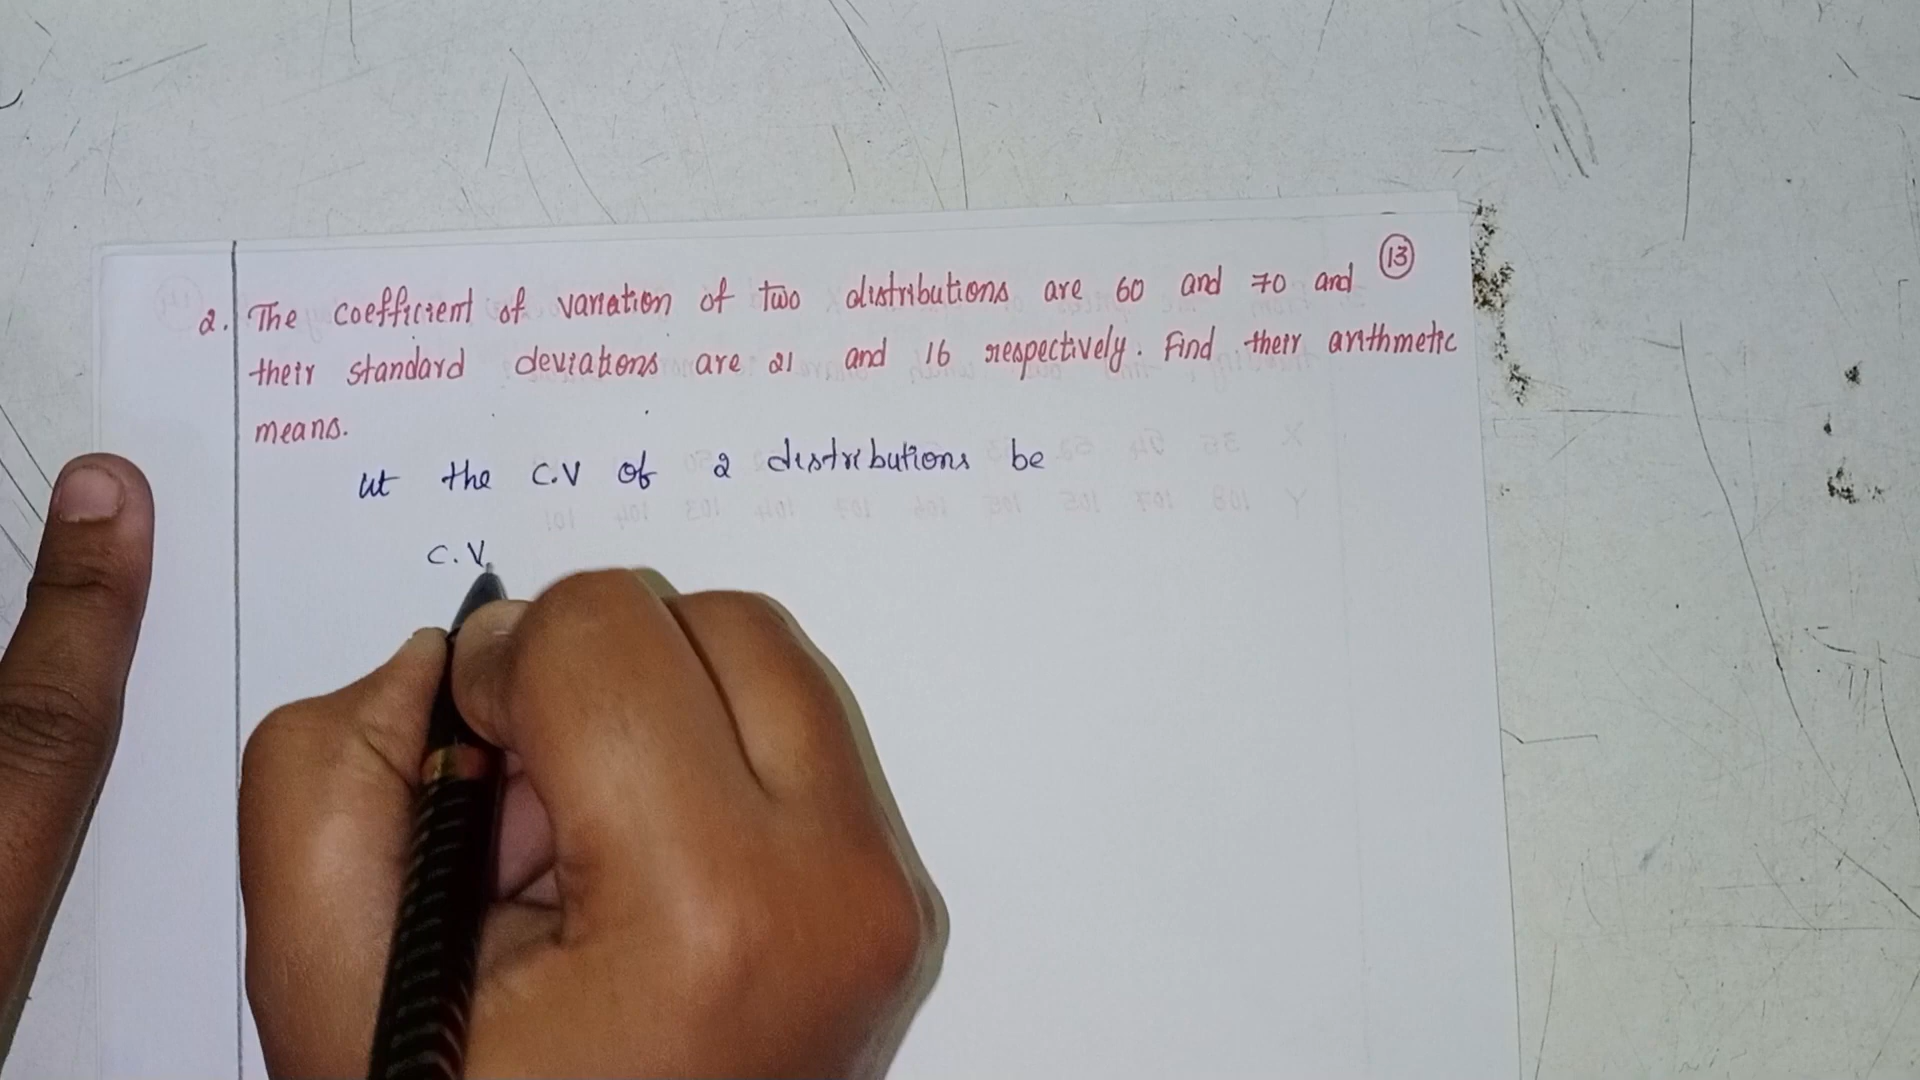 13
2. The coefficient of variation of two distributions are 60 and 70 and
their standard deviations are 21 and 16 respectively. Find their arithmetic
means.
let the C.V of 2 distributions be
C.V